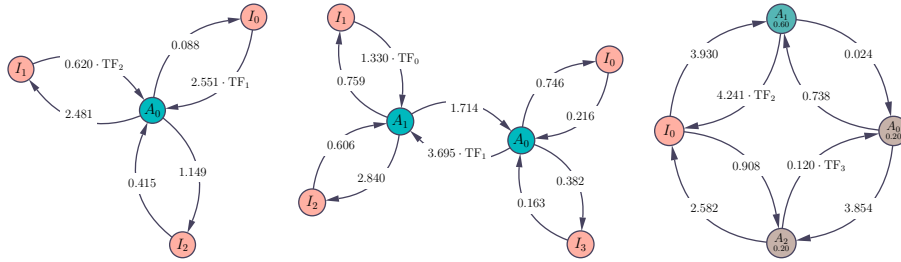 I₀
0.088
I₁
0.620 · TF₂
2.551 · TF₁
A₀
2.481
0.415
1.149
I₂
I₁
1.330 · TF₀
0.759
I₀
0.746
0.216
A₁
1.714
A₀
0.606
3.695 · TF₁
2.840
0.382
0.163
I₂
I₃
A₁
0.60
3.930
0.024
4.241 · TF₂
0.738
I₀
A₀
0.20
0.908
0.120 · TF₃
2.582
3.854
A₂
0.20